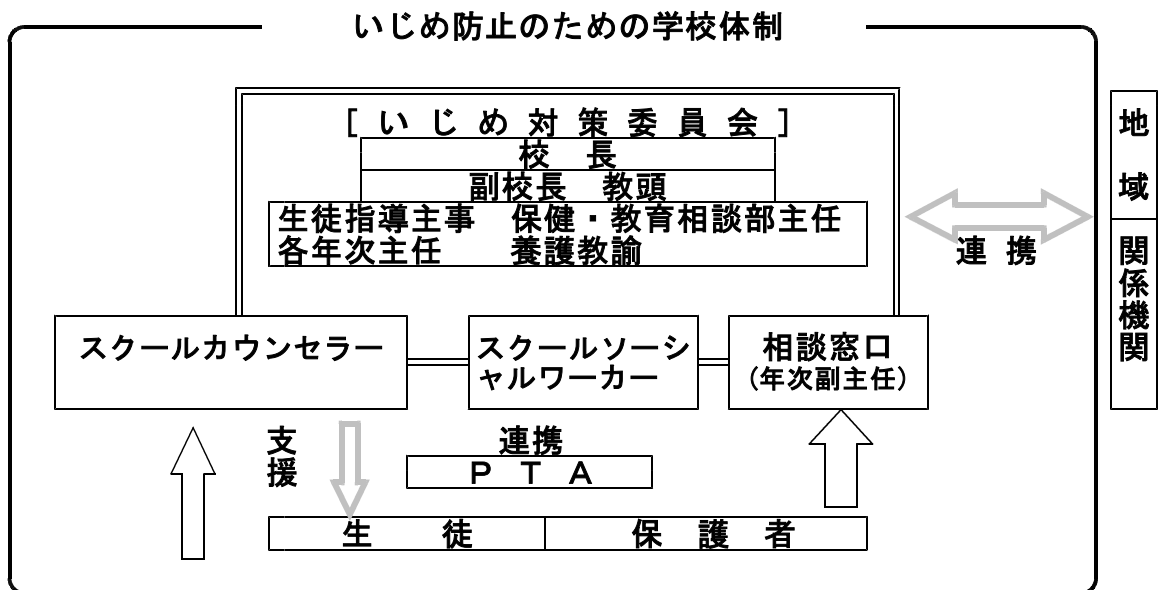 いじめ防止のための学校体制
[ い じ め 対 策 委 員 会 ]
校 長
副校長 教頭
生徒指導主事 保健・教育相談部主任
各年次主任 養護教諭
地 域
関係機関
連 携
スクールカウンセラー
スクールソーシ
ャルワーカー
相談窓口
(年次副主任)
支援
連携
P T A
生 徒
保 護 者